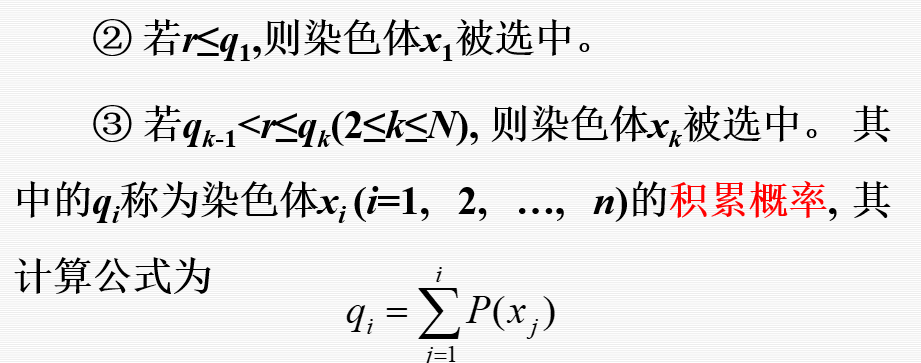 ② 若r≤q₁,则染色体x₁被选中。
③ 若qₖ₋₁<r≤qₖ(2≤k≤N), 则染色体xₖ被选中。 其
中的qᵢ称为染色体xᵢ (i=1, 2, …, n)的积累概率, 其
计算公式为
qᵢ = ∑_{j=1}^{i} P(xⱼ)